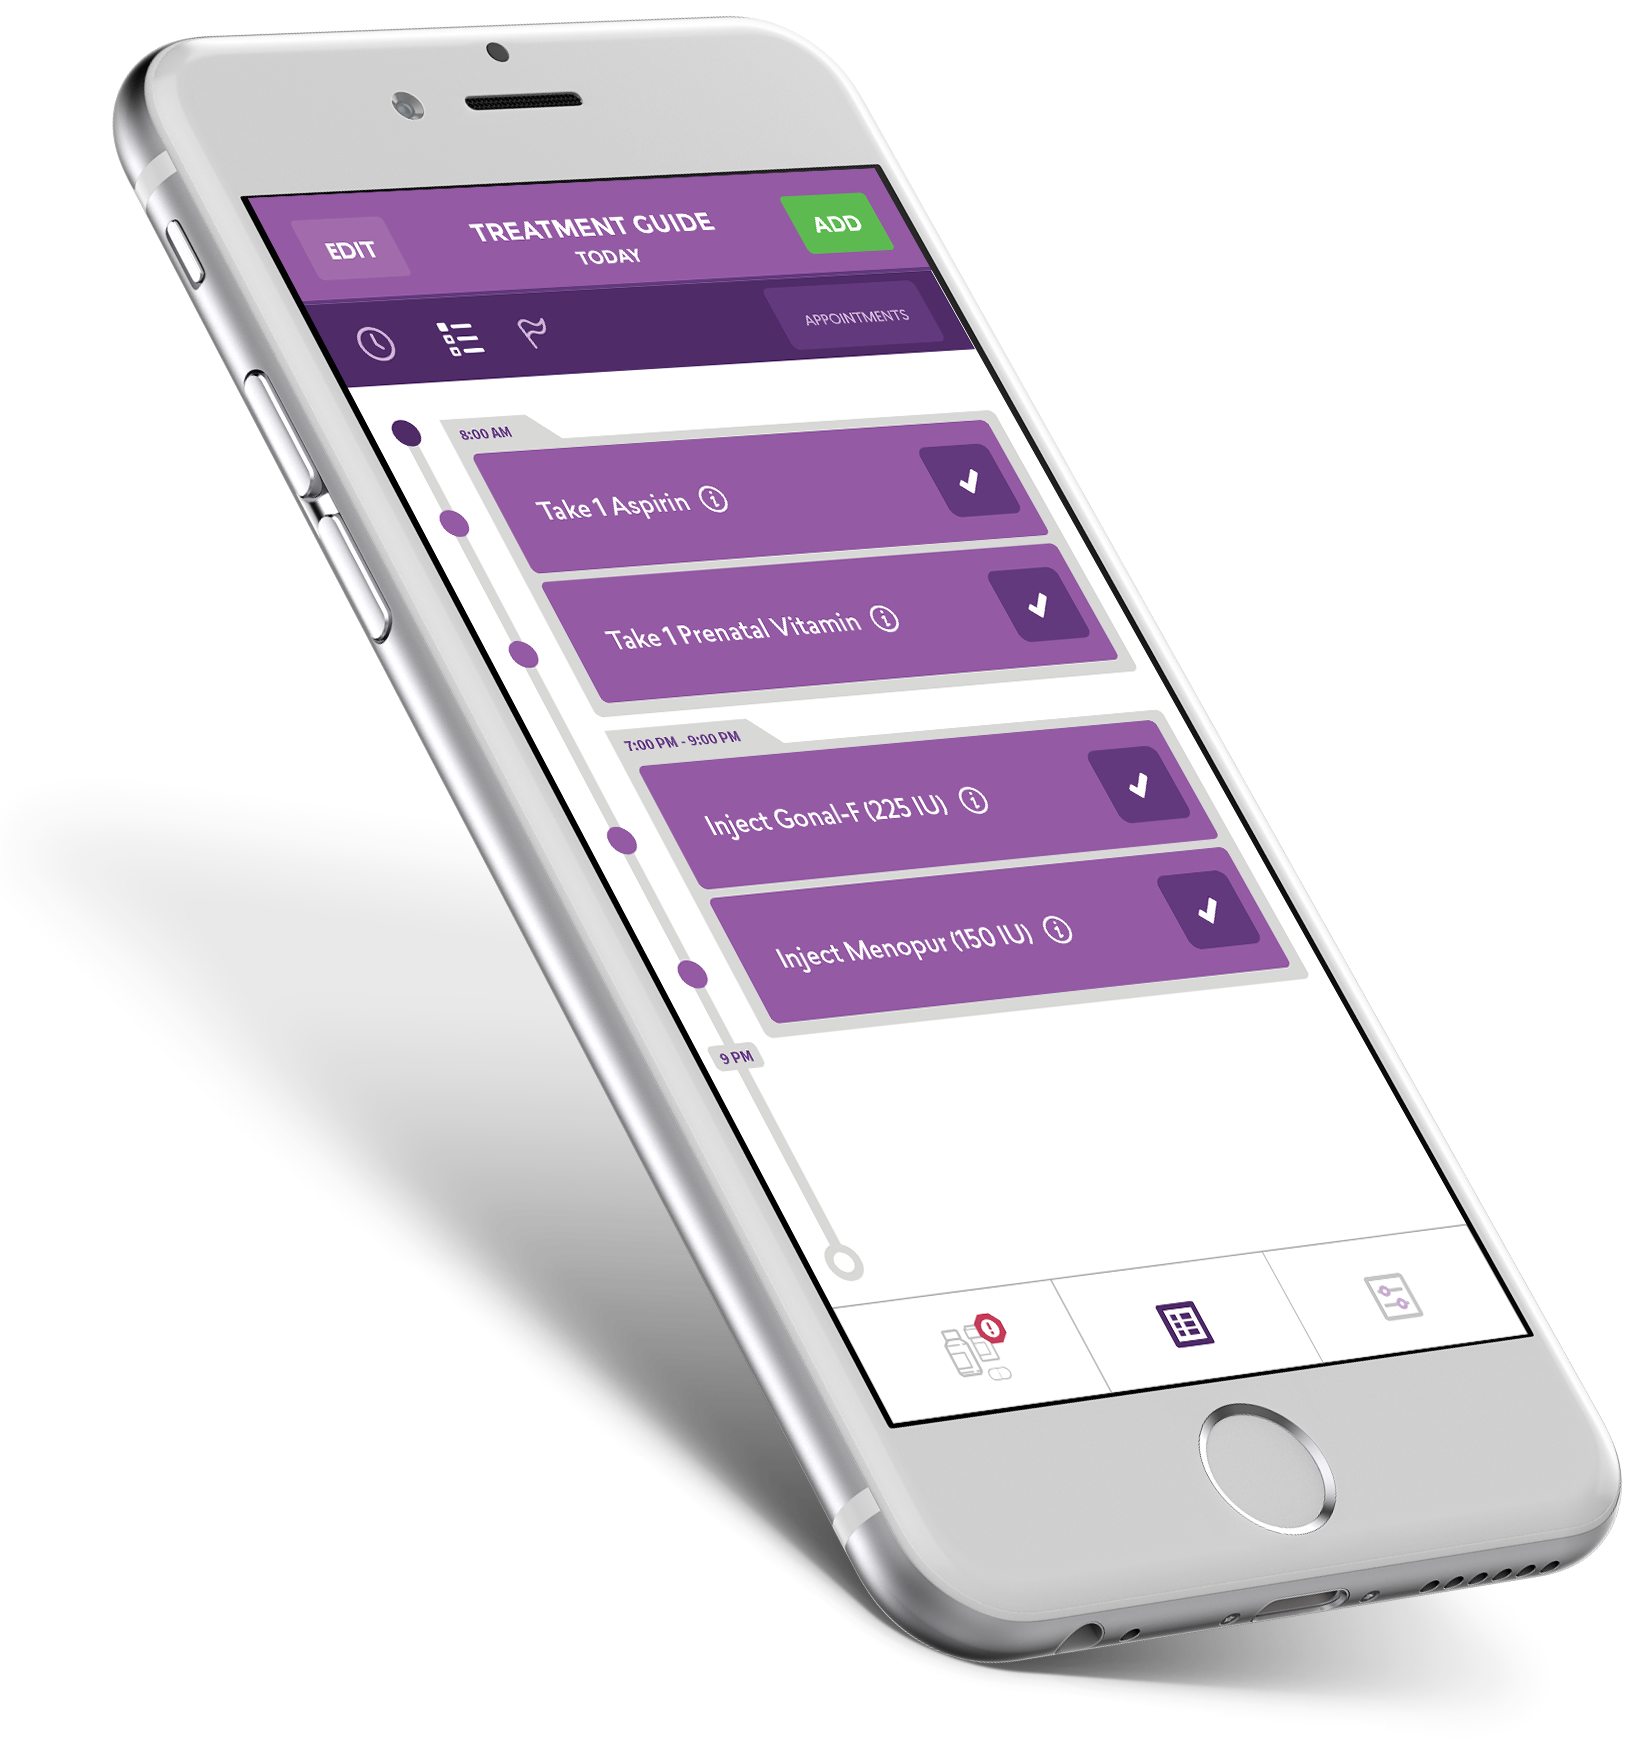 EDIT
TREATMENT GUIDE
TODAY
ADD
APPOINTMENTS
8:00 AM
Take 1 Aspirin
Take 1 Prenatal Vitamin
7:00 PM - 9:00 PM
Inject Gonal-F (225 IU)
Inject Menopur (150 IU)
9 PM